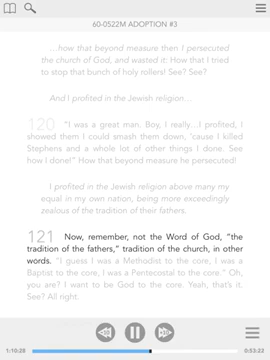 60-0522M ADOPTION #3
...how that beyond measure then I persecuted
the church of God, and wasted it: How that I tried
to stop that bunch of holy rollers! See? See?
And I profited in the Jewish religion...
120 “I was a great man. Boy, I really...I profited, I
showed them I could smash them down, 'cause I killed
Stephens and a whole lot of other things I done. See
how I done!” How that beyond measure he persecuted!
I profited in the Jewish religion above many my
equal in my own nation, being more exceedingly
zealous of the tradition of their fathers.
121 Now, remember, not the Word of God, “the
tradition of the fathers,” tradition of the church, in other
words. “I guess I was a Methodist to the core, I was a
Baptist to the core, I was a Pentecostal to the core.” Oh,
you are? I want to be God to the core. Yeah, that's it.
See? All right.
1:10:28
0:53:22